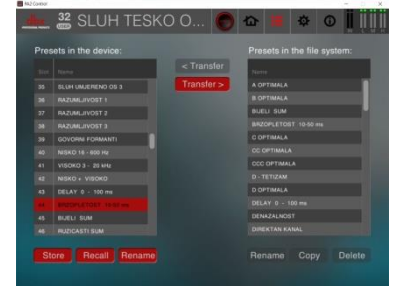 PA2 Control
dbx
32
USER
SLUH TESKO O...
Presets in the device:
Slot Name
35 SLUH UMJERENO OS 3
36 RAZUMLJIVOST 1
37 RAZUMLJIVOST 2
38 RAZUMLJIVOST 3
39 GOVORNI FORMANTI
40 NISKO 16 - 600 Hz
41 VISOKO 3 - 20 kHz
42 NISKO + VISOKO
43 DELAY 0 - 100 ms
44 BRZOPLETOST 10-50 ms
45 BIJELI SUM
46 RUZICASTI SUM
Store Recall Rename
< Transfer
Transfer >
Presets in the file system:
Name
A OPTIMALA
B OPTIMALA
BIJELI SUM
BRZOPLETOST 10-50 ms
C OPTIMALA
CC OPTIMALA
CCC OPTIMALA
D - TETIZAM
D OPTIMALA
DELAY 0 - 100 ms
DENAZALNOST
DIREKTAN KANAL
Rename Copy Delete